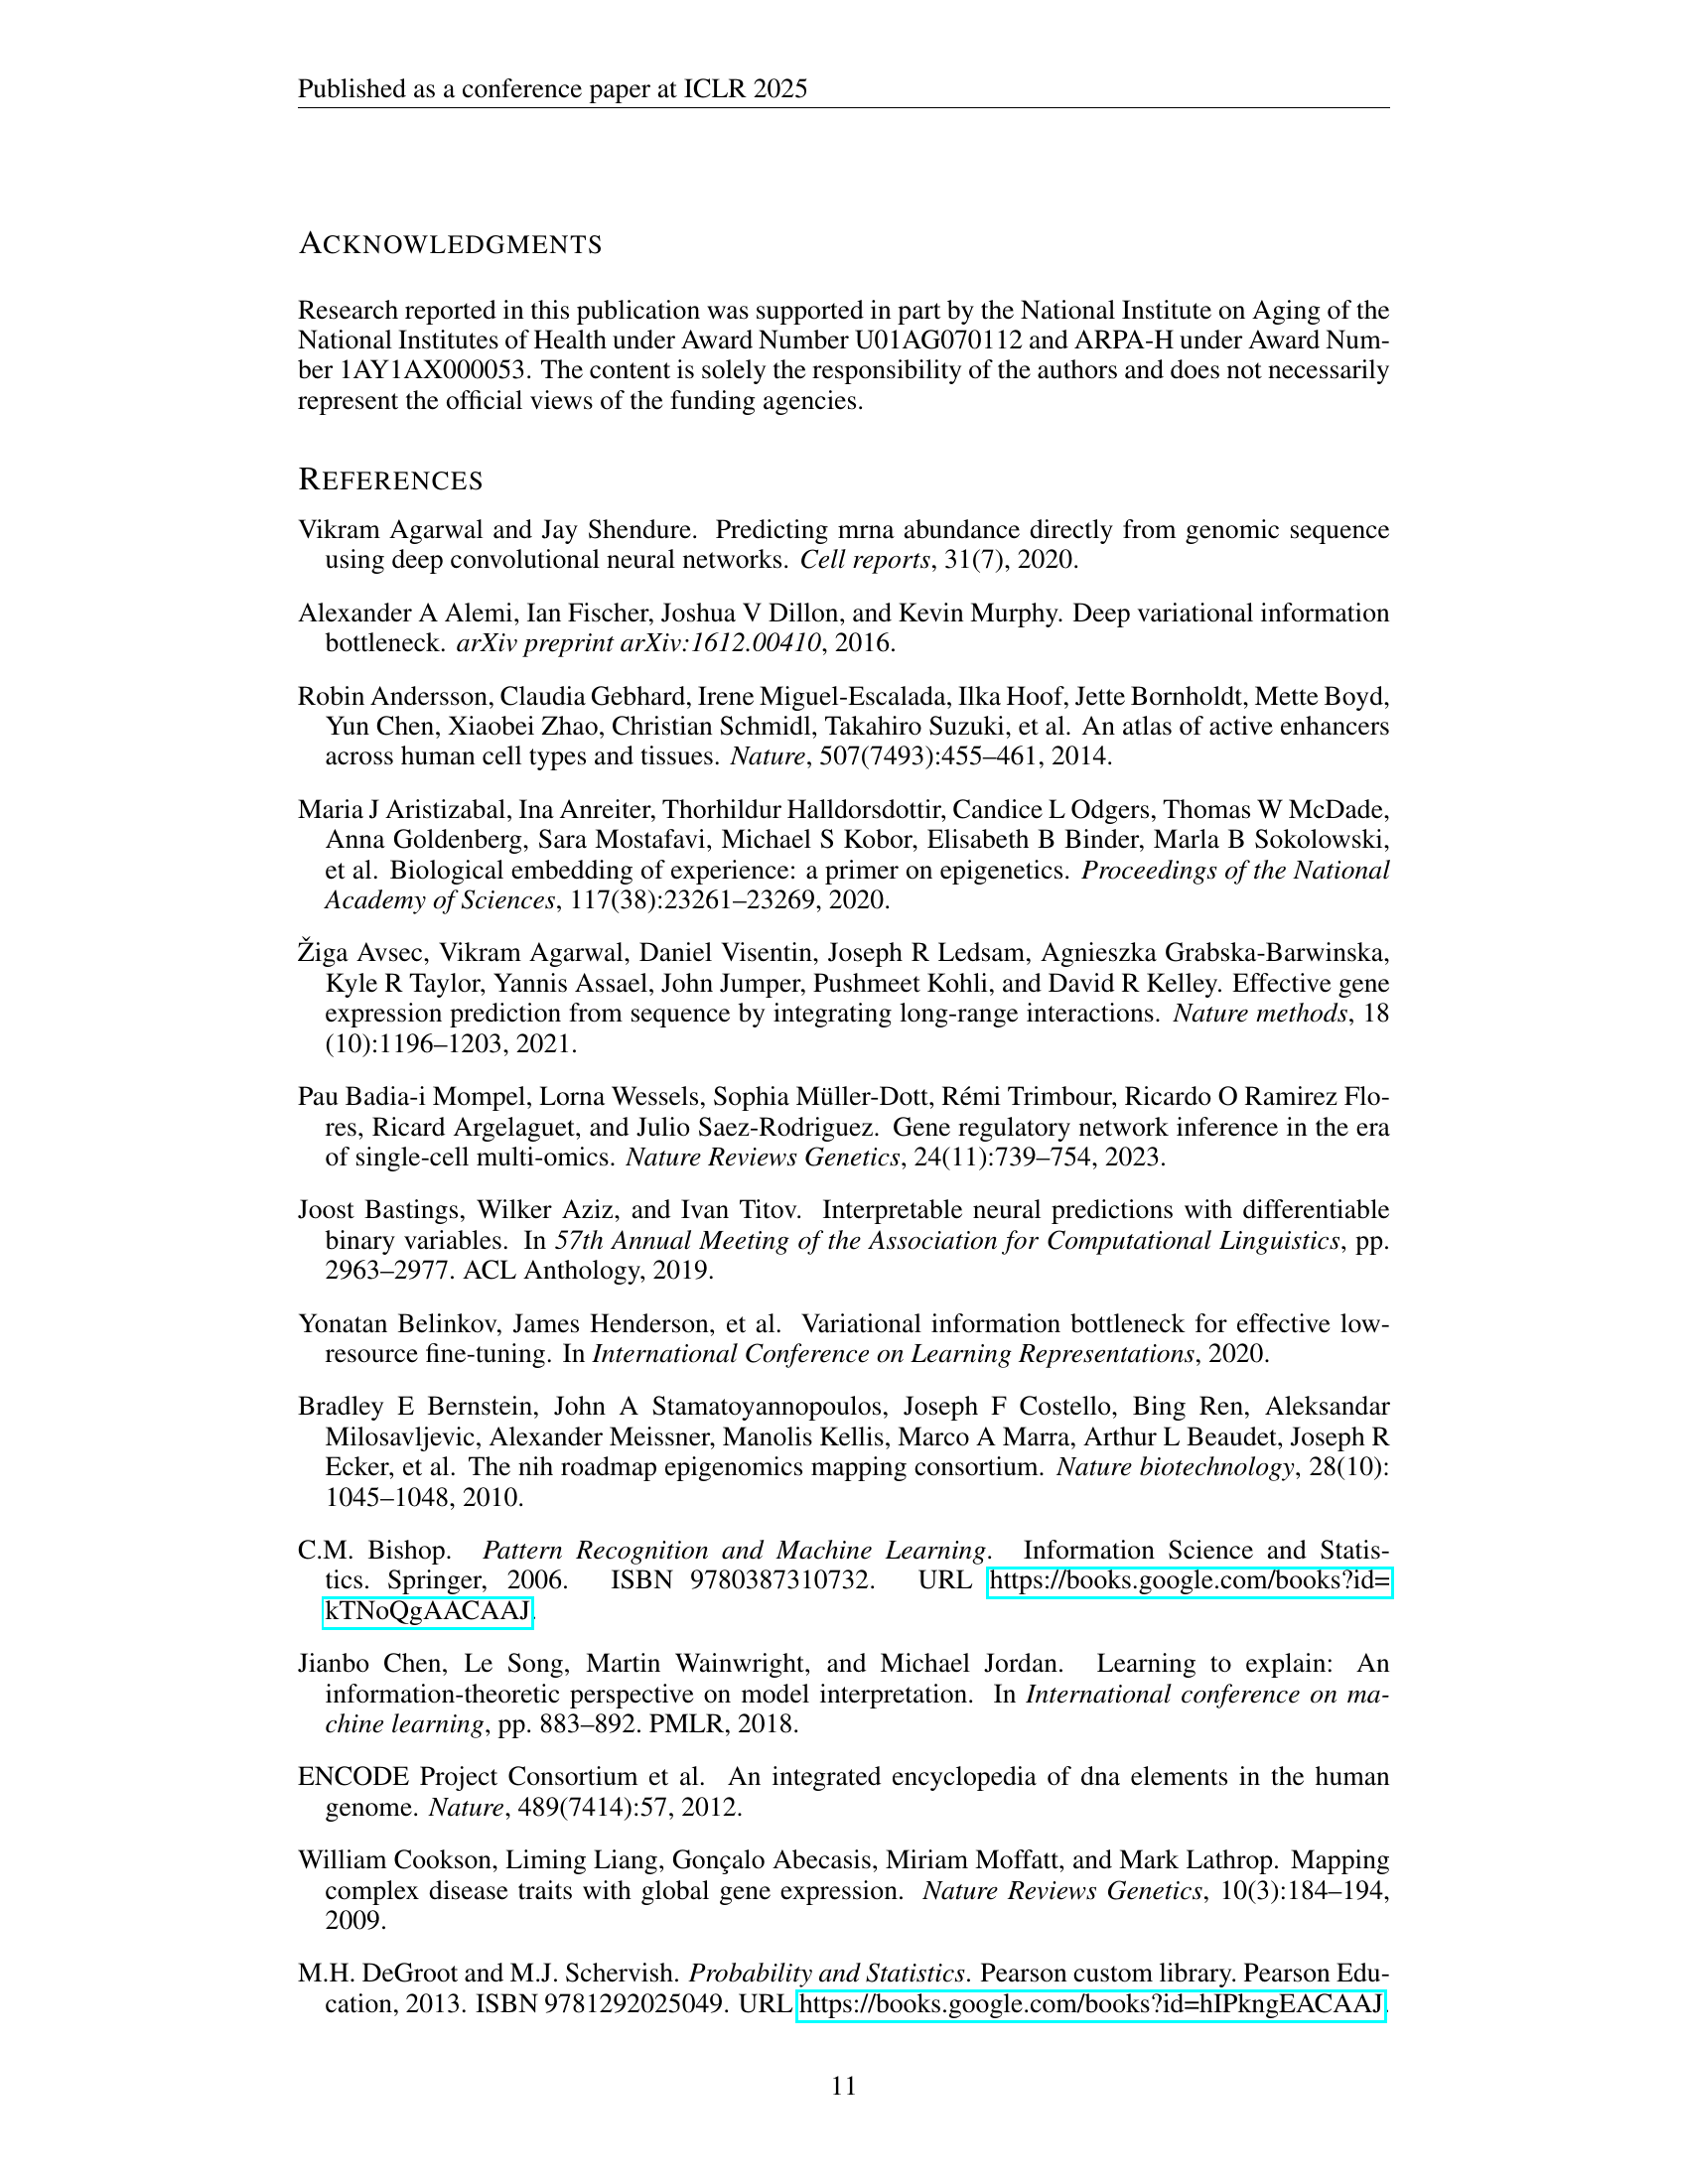 Published as a conference paper at ICLR 2025
ACKNOWLEDGMENTS
Research reported in this publication was supported in part by the National Institute on Aging of the
National Institutes of Health under Award Number U01AG070112 and ARPA-H under Award Num-
ber 1AY1AX000053. The content is solely the responsibility of the authors and does not necessarily
represent the official views of the funding agencies.
REFERENCES
Vikram Agarwal and Jay Shendure. Predicting mrna abundance directly from genomic sequence
using deep convolutional neural networks. Cell reports, 31(7), 2020.
Alexander A Alemi, Ian Fischer, Joshua V Dillon, and Kevin Murphy. Deep variational information
bottleneck. arXiv preprint arXiv:1612.00410, 2016.
Robin Andersson, Claudia Gebhard, Irene Miguel-Escalada, Ilka Hoof, Jette Bornholdt, Mette Boyd,
Yun Chen, Xiaobei Zhao, Christian Schmidl, Takahiro Suzuki, et al. An atlas of active enhancers
across human cell types and tissues. Nature, 507(7493):455–461, 2014.
Maria J Aristizabal, Ina Anreiter, Thorhildur Halldorsdottir, Candice L Odgers, Thomas W McDade,
Anna Goldenberg, Sara Mostafavi, Michael S Kobor, Elisabeth B Binder, Marla B Sokolowski,
et al. Biological embedding of experience: a primer on epigenetics. Proceedings of the National
Academy of Sciences, 117(38):23261–23269, 2020.
Žiga Avsec, Vikram Agarwal, Daniel Visentin, Joseph R Ledsam, Agnieszka Grabska-Barwinska,
Kyle R Taylor, Yannis Assael, John Jumper, Pushmeet Kohli, and David R Kelley. Effective gene
expression prediction from sequence by integrating long-range interactions. Nature methods, 18
(10):1196–1203, 2021.
Pau Badia-i Mompel, Lorna Wessels, Sophia Müller-Dott, Rémi Trimbour, Ricardo O Ramirez Flo-
res, Ricard Argelaguet, and Julio Saez-Rodriguez. Gene regulatory network inference in the era
of single-cell multi-omics. Nature Reviews Genetics, 24(11):739–754, 2023.
Joost Bastings, Wilker Aziz, and Ivan Titov. Interpretable neural predictions with differentiable
binary variables. In 57th Annual Meeting of the Association for Computational Linguistics, pp.
2963–2977. ACL Anthology, 2019.
Yonatan Belinkov, James Henderson, et al. Variational information bottleneck for effective low-
resource fine-tuning. In International Conference on Learning Representations, 2020.
Bradley E Bernstein, John A Stamatoyannopoulos, Joseph F Costello, Bing Ren, Aleksandar
Milosavljevic, Alexander Meissner, Manolis Kellis, Marco A Marra, Arthur L Beaudet, Joseph R
Ecker, et al. The nih roadmap epigenomics mapping consortium. Nature biotechnology, 28(10):
1045–1048, 2010.
C.M. Bishop. Pattern Recognition and Machine Learning. Information Science and Statis-
tics. Springer, 2006. ISBN 9780387310732. URL https://books.google.com/books?id=
kTNoQgAACAAJ.
Jianbo Chen, Le Song, Martin Wainwright, and Michael Jordan. Learning to explain: An
information-theoretic perspective on model interpretation. In International conference on ma-
chine learning, pp. 883–892. PMLR, 2018.
ENCODE Project Consortium et al. An integrated encyclopedia of dna elements in the human
genome. Nature, 489(7414):57, 2012.
William Cookson, Liming Liang, Gonçalo Abecasis, Miriam Moffatt, and Mark Lathrop. Mapping
complex disease traits with global gene expression. Nature Reviews Genetics, 10(3):184–194,
2009.
M.H. DeGroot and M.J. Schervish. Probability and Statistics. Pearson custom library. Pearson Edu-
cation, 2013. ISBN 9781292025049. URL https://books.google.com/books?id=hIPkngEACAAJ.
11